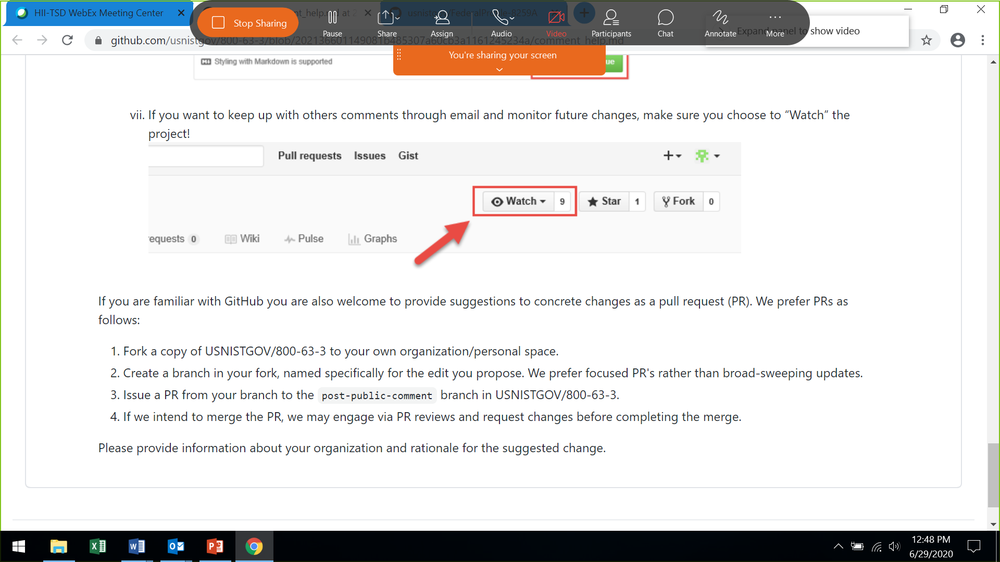 HII-TSD WebEx Meeting Center
nt_help.md at 2
usnistgov/FederalProfile-8259A
Stop Sharing
Pause
Share
Assign
Audio
Video
Participants
Chat
Annotate
More
Expand panel to show video
github.com/usnistgov/800-63-3/blob/202136601149081b485307a60cb3a1161245234a/comment_help.md
You're sharing your screen
Styling with Markdown is supported
ue
vii. If you want to keep up with others comments through email and monitor future changes, make sure you choose to “Watch” the
project!
Pull requests Issues Gist
Watch 9 Star 1 Fork 0
equests 0 Wiki Pulse Graphs
If you are familiar with GitHub you are also welcome to provide suggestions to concrete changes as a pull request (PR). We prefer PRs as
follows:
1. Fork a copy of USNISTGOV/800-63-3 to your own organization/personal space.
2. Create a branch in your fork, named specifically for the edit you propose. We prefer focused PR's rather than broad-sweeping updates.
3. Issue a PR from your branch to the post-public-comment branch in USNISTGOV/800-63-3.
4. If we intend to merge the PR, we may engage via PR reviews and request changes before completing the merge.
Please provide information about your organization and rationale for the suggested change.
12:48 PM
6/29/2020